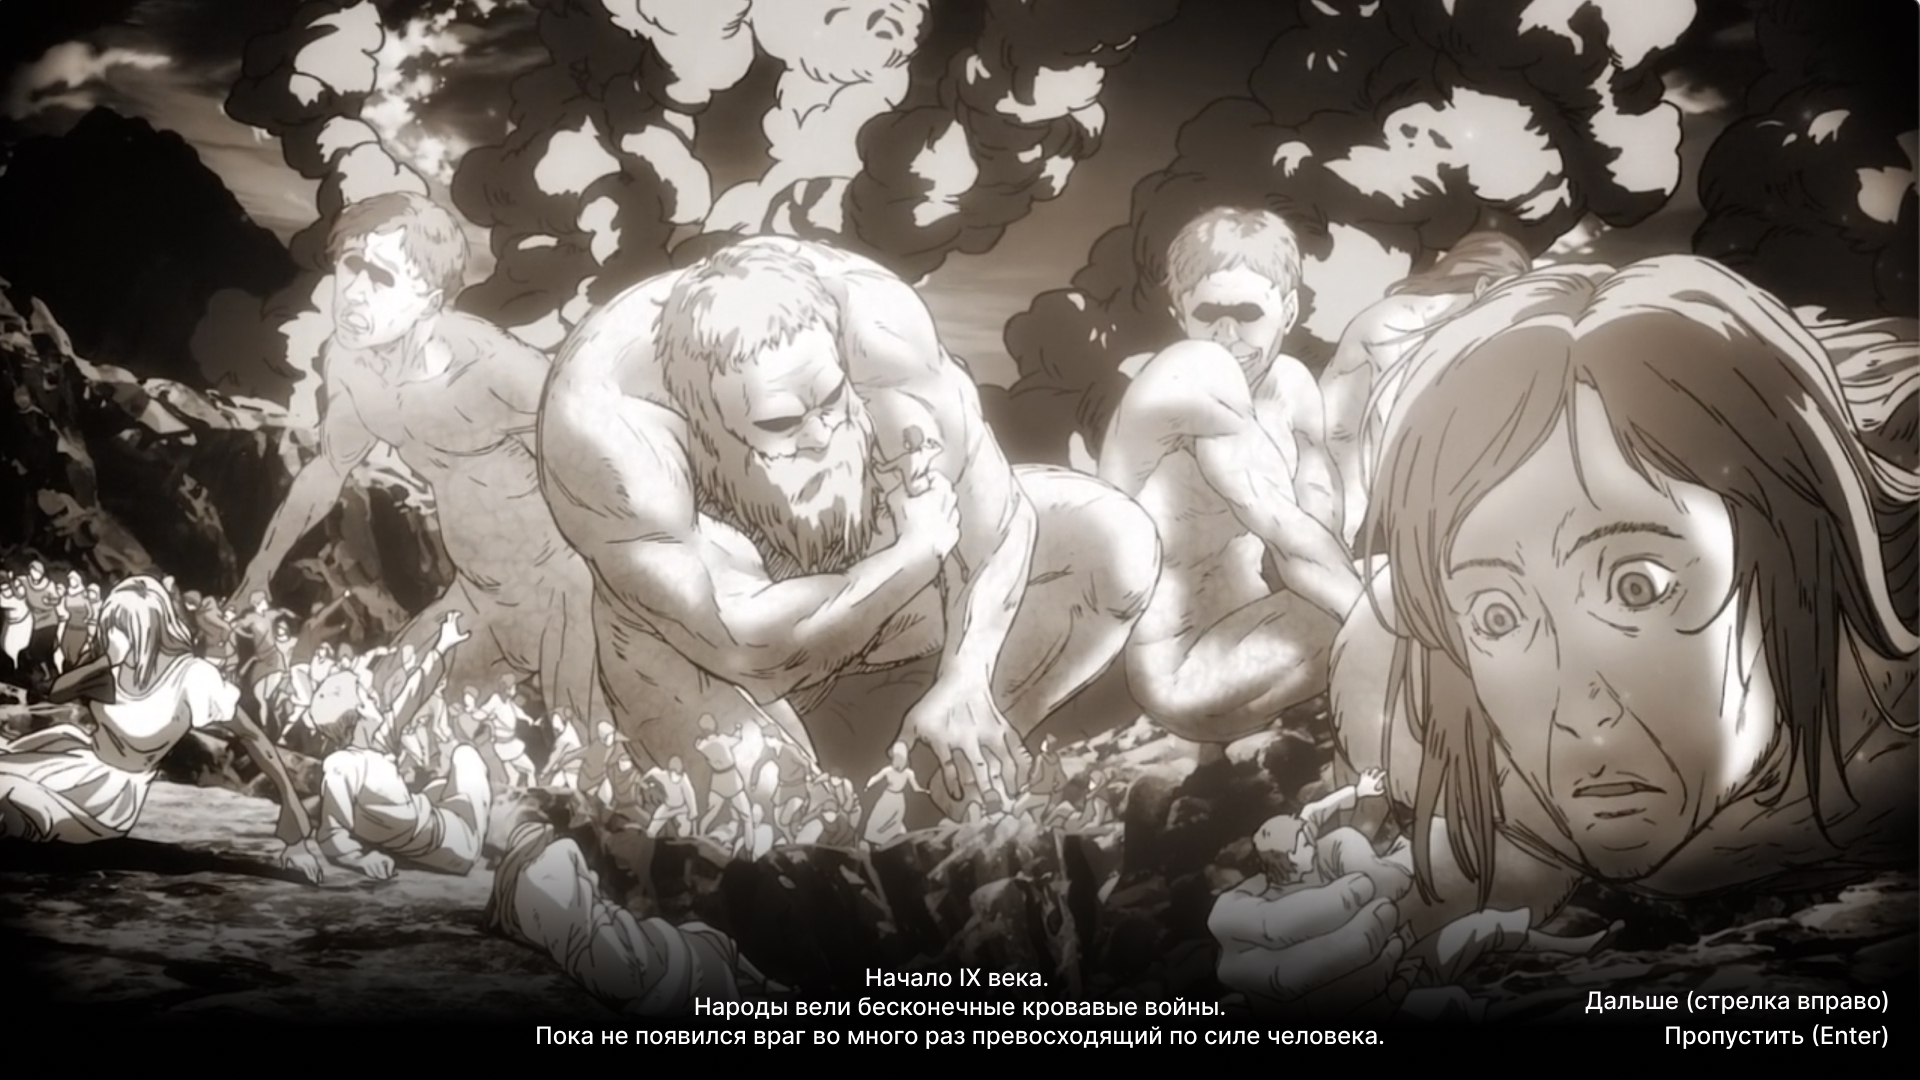 Начало IX века.
Народы вели бесконечные кровавые войны.
Пока не появился враг во много раз превосходящий по силе человека.
Дальше (стрелка вправо)
Пропустить (Enter)